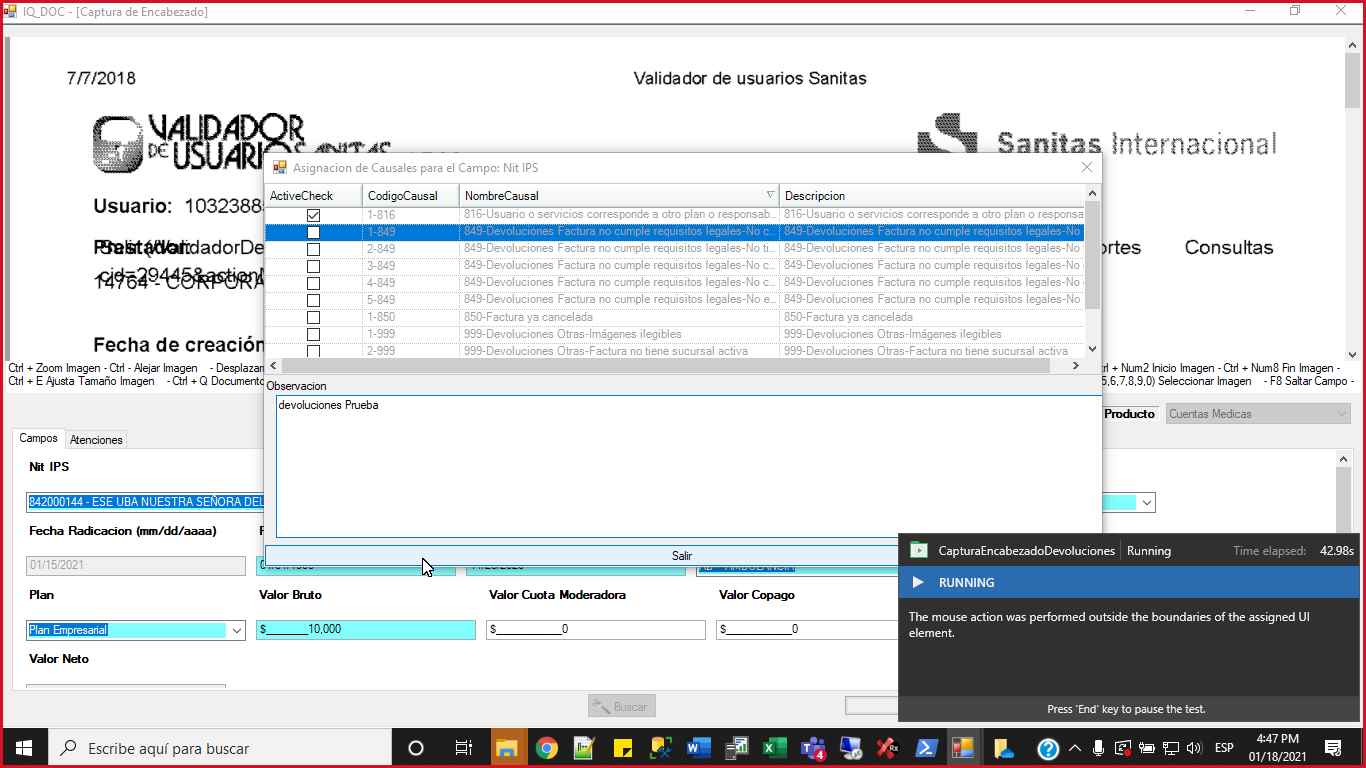 IQ_DOC - [Captura de Encabezado]
7/7/2018
Validador de usuarios Sanitas
VALIDADOR
DE USUARIOS SANITAS
Sanitas Internacional
Usuario: 1032388
14764 - CORPORA
Fecha de creación
ortes
Consultas
Asignacion de Causales para el Campo: Nit IPS
ActiveCheck CodigoCausal NombreCausal Descripcion
1-816 816-Usuario o servicios corresponde a otro plan o responsab... 816-Usuario o servicios corresponde a otro plan o responsa
1-849 849-Devoluciones Factura no cumple requisitos legales-No c... 849-Devoluciones Factura no cumple requisitos legales-No
2-849 849-Devoluciones Factura no cumple requisitos legales-No ti... 849-Devoluciones Factura no cumple requisitos legales-No
3-849 849-Devoluciones Factura no cumple requisitos legales-No c... 849-Devoluciones Factura no cumple requisitos legales-No
4-849 849-Devoluciones Factura no cumple requisitos legales-No c... 849-Devoluciones Factura no cumple requisitos legales-No
5-849 849-Devoluciones Factura no cumple requisitos legales-No e... 849-Devoluciones Factura no cumple requisitos legales-No
1-850 850-Factura ya cancelada 850-Factura ya cancelada
1-999 999-Devoluciones Otras-Imágenes ilegibles 999-Devoluciones Otras-Imágenes ilegibles
2-999 999-Devoluciones Otras-Factura no tiene sucursal activa 999-Devoluciones Otras-Factura no tiene sucursal activa
Observacion
devoluciones Prueba
Salir
Ctrl + Zoom Imagen - Ctrl - Alejar Imagen - Desplazar
rl + Num2 Inicio Imagen - Ctrl + Num8 Fin Imagen -
Ctrl + E Ajusta Tamaño Imagen - Ctrl + Q Documento
5,6,7,8,9,0) Seleccionar Imagen - F8 Saltar Campo -
Producto Cuentas Medicas
Campos Atenciones
Nit IPS
842000144 - ESE UBA NUESTRA SEÑORA DEL
Fecha Radicacion (mm/dd/aaaa) F
01/15/2021
Plan Valor Bruto Valor Cuota Moderadora Valor Copago
Plan Empresarial $________10,000 $__________0 $__________0
Valor Neto
Buscar
CapturaEncabezadoDevoluciones Running Time elapsed: 42.98s
RUNNING
The mouse action was performed outside the boundaries of the assigned UI
element.
Press 'End' key to pause the test.
Escribe aquí para buscar
4
ESP
4:47 PM
01/18/2021